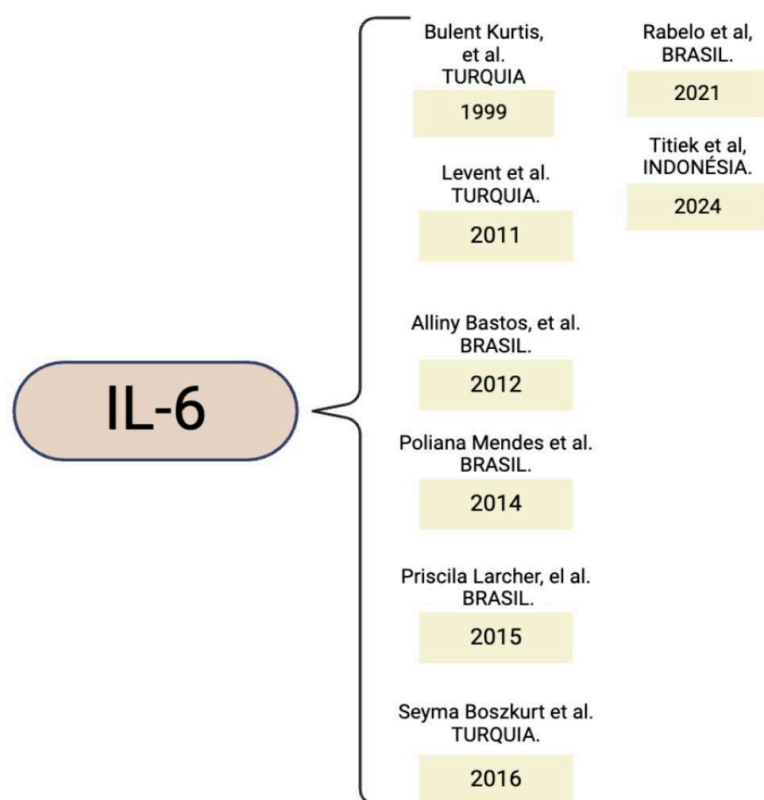 IL-6
Bulent Kurtis,
et al.
TURQUIA
1999
Levent et al.
TURQUIA.
2011
Alliny Bastos, et al.
BRASIL.
2012
Poliana Mendes et al.
BRASIL.
2014
Priscila Larcher, el al.
BRASIL.
2015
Seyma Boszkurt et al.
TURQUIA.
2016
Rabelo et al,
BRASIL.
2021
Titiek et al,
INDONÉSIA.
2024